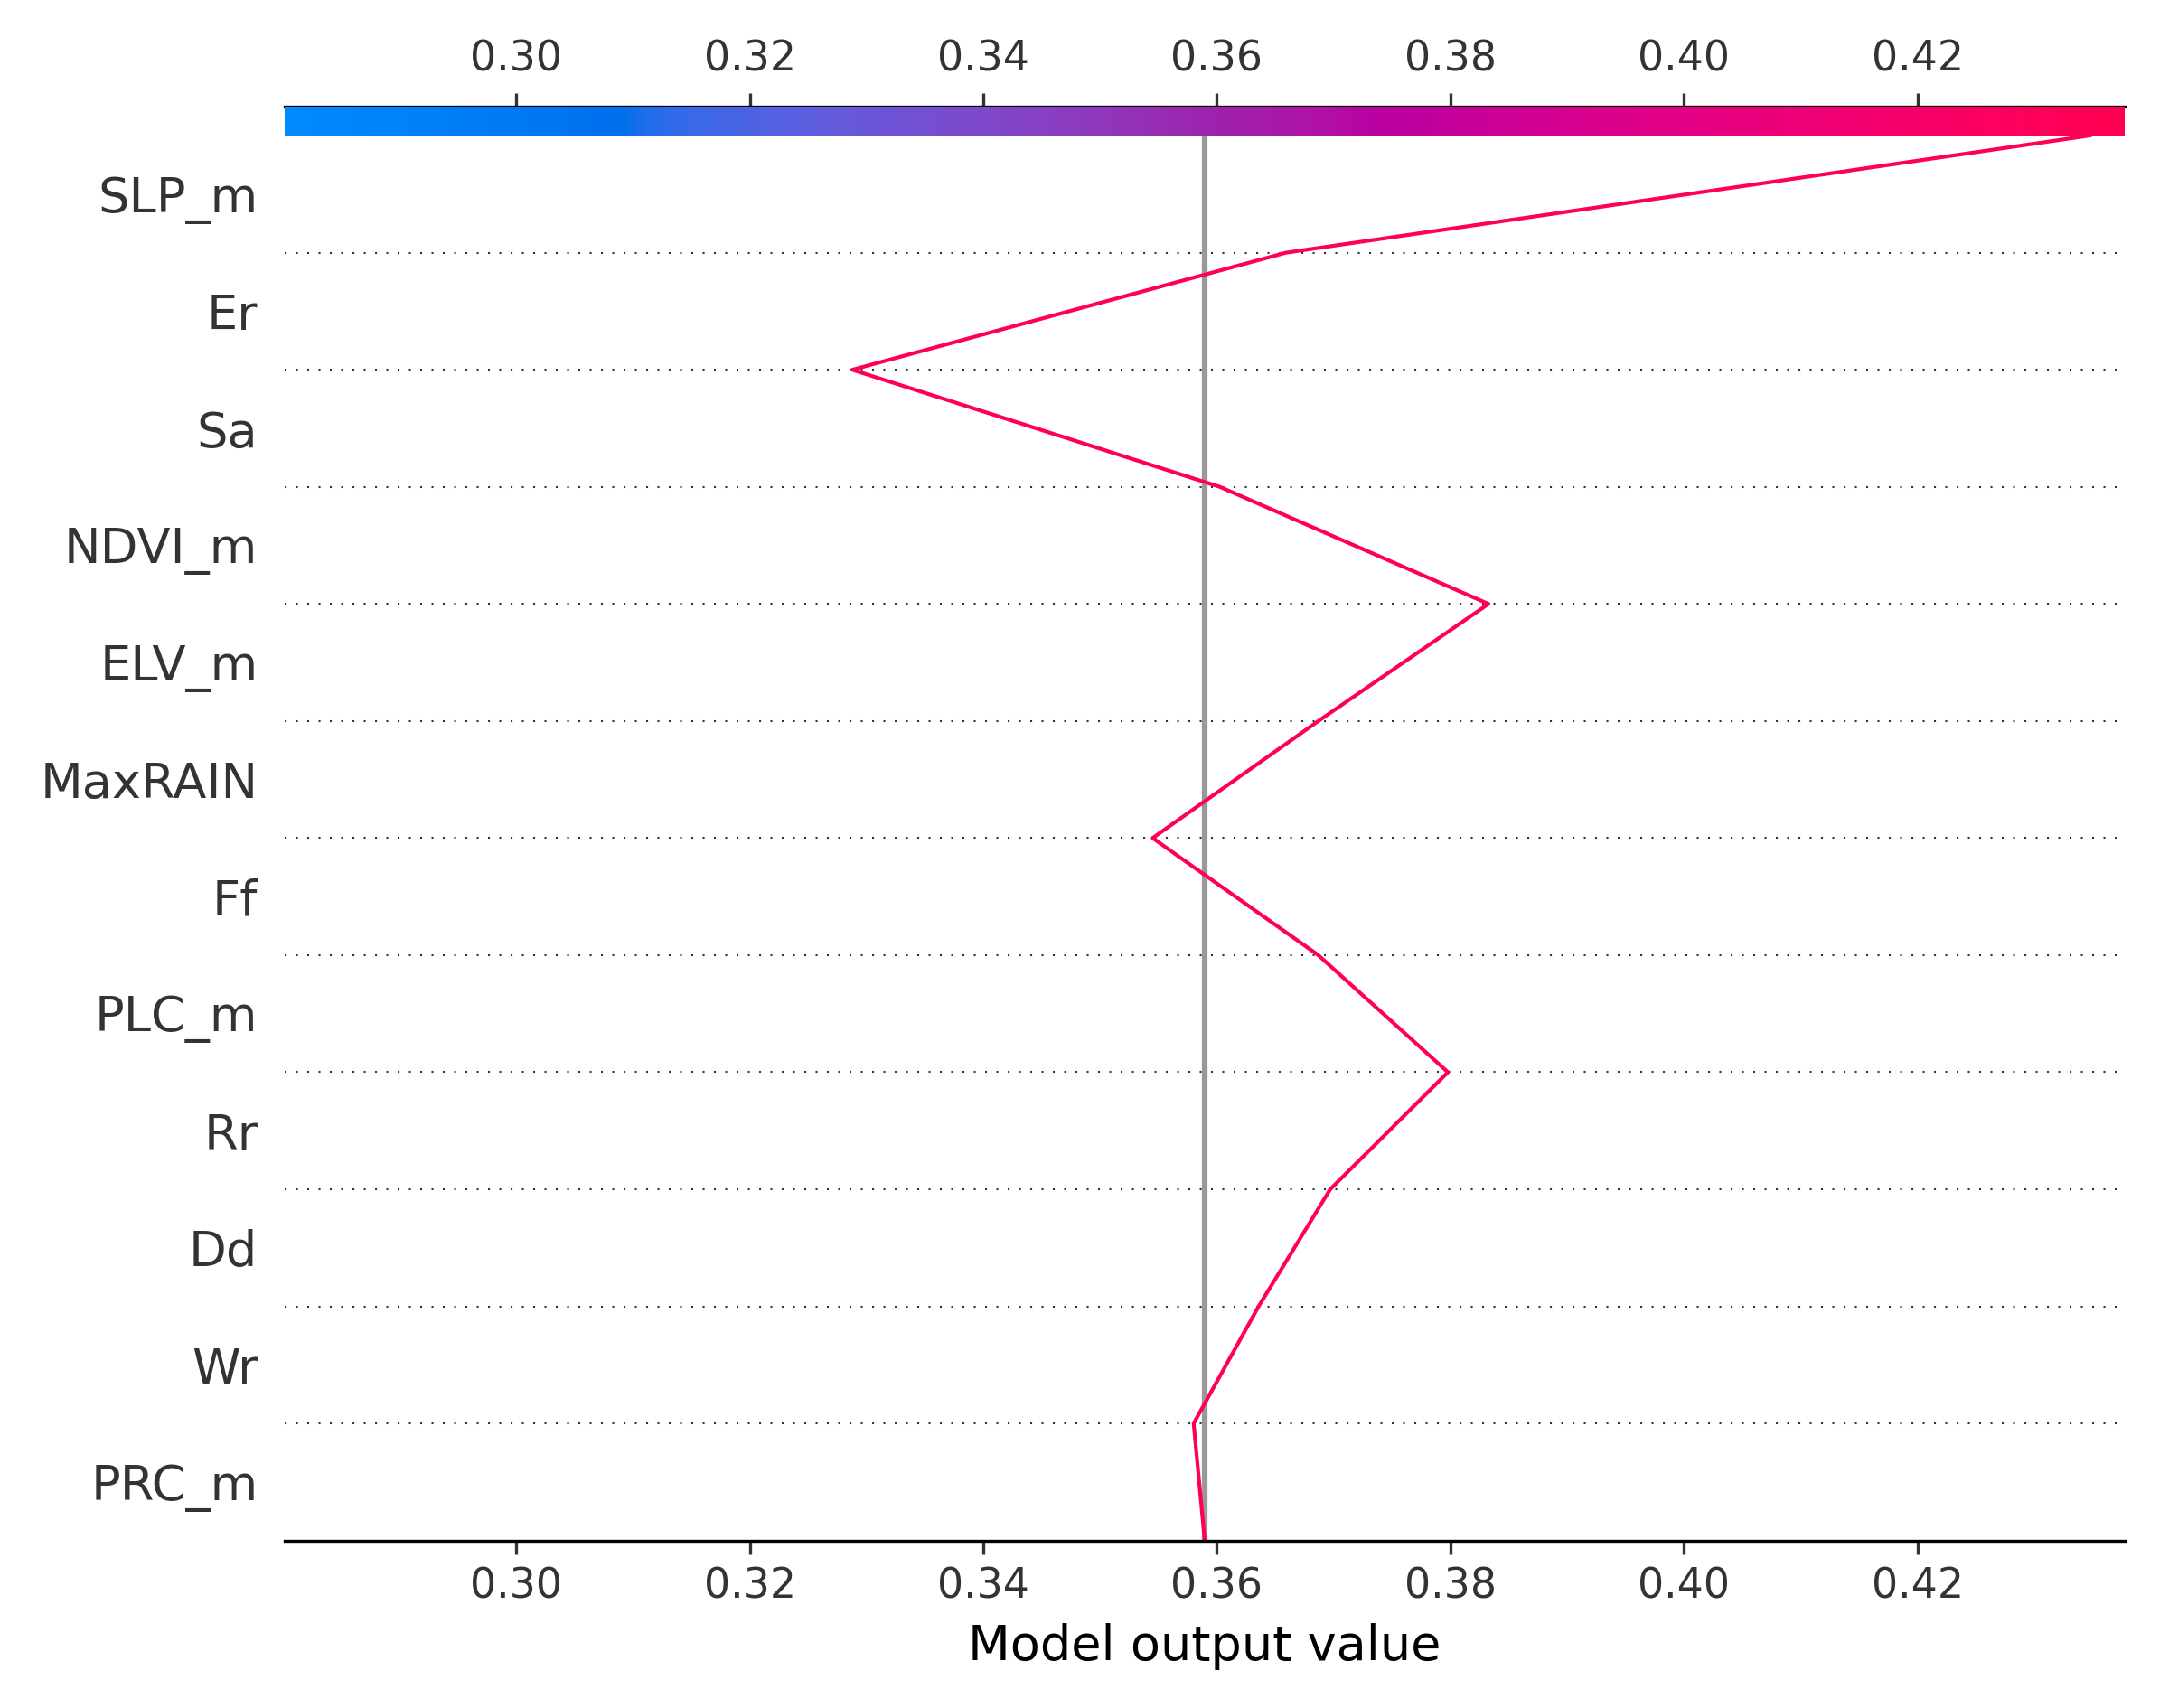 0.30 0.32 0.34 0.36 0.38 0.40 0.42
SLP_m
Er
Sa
NDVI_m
ELV_m
MaxRAIN
Ff
PLC_m
Rr
Dd
Wr
PRC_m
0.30 0.32 0.34 0.36 0.38 0.40 0.42
Model output value